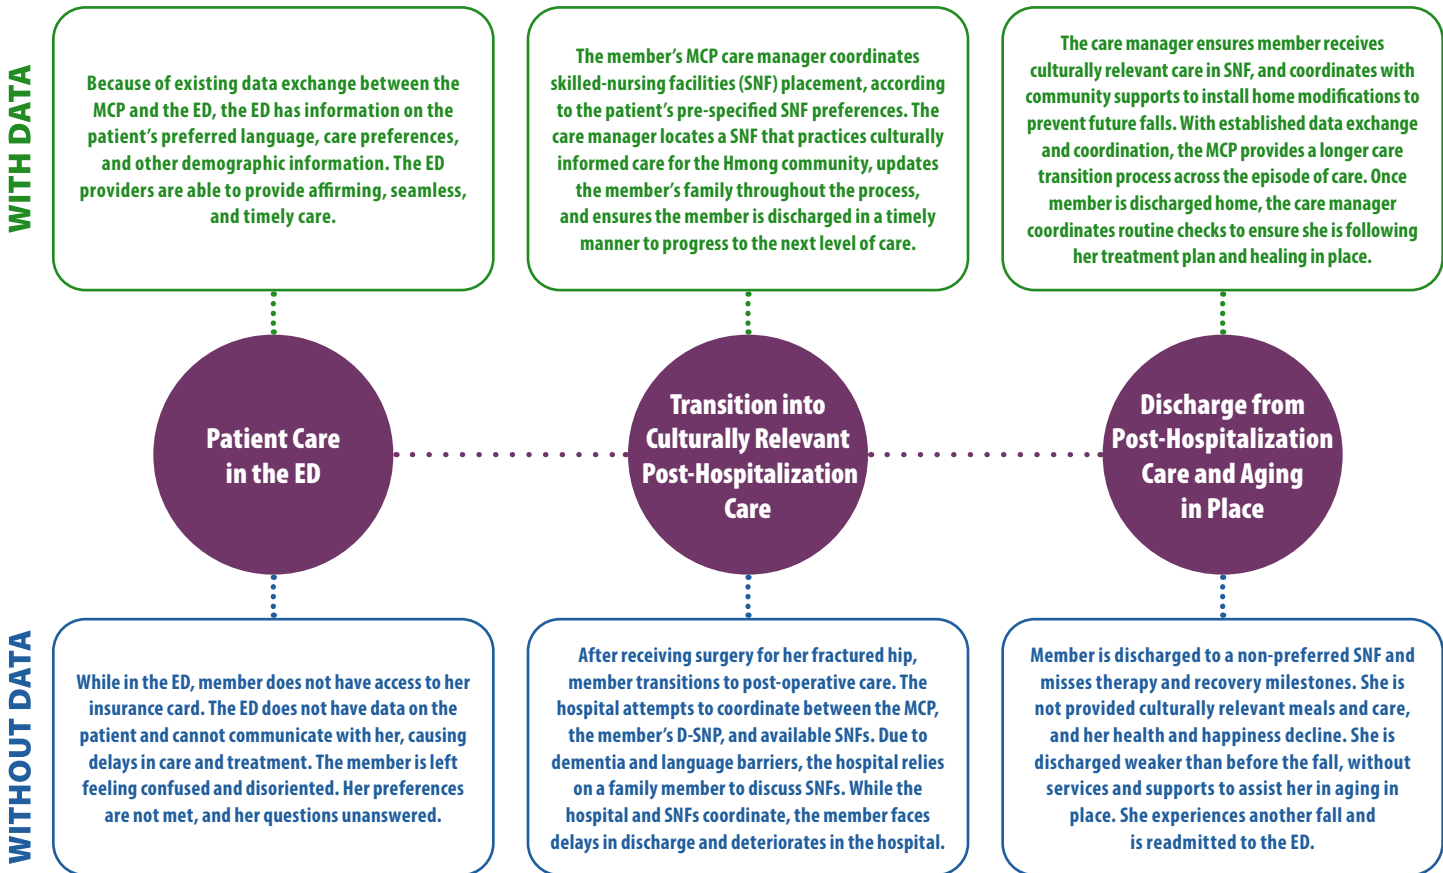 WITH DATA
Because of existing data exchange between the
MCP and the ED, the ED has information on the
patient's preferred language, care preferences,
and other demographic information. The ED
providers are able to provide affirming, seamless,
and timely care.
The member's MCP care manager coordinates
skilled-nursing facilities (SNF) placement, according
to the patient's pre-specified SNF preferences. The
care manager locates a SNF that practices culturally
informed care for the Hmong community, updates
the member's family throughout the process,
and ensures the member is discharged in a timely
manner to progress to the next level of care.
The care manager ensures member receives
culturally relevant care in SNF, and coordinates with
community supports to install home modifications to
prevent future falls. With established data exchange
and coordination, the MCP provides a longer care
transition process across the episode of care. Once
member is discharged home, the care manager
coordinates routine checks to ensure she is following
her treatment plan and healing in place.
Patient Care
in the ED
Transition into
Culturally Relevant
Post-Hospitalization
Care
Discharge from
Post-Hospitalization
Care and Aging
in Place
WITHOUT DATA
While in the ED, member does not have access to her
insurance card. The ED does not have data on the
patient and cannot communicate with her, causing
delays in care and treatment. The member is left
feeling confused and disoriented. Her preferences
are not met, and her questions unanswered.
After receiving surgery for her fractured hip,
member transitions to post-operative care. The
hospital attempts to coordinate between the MCP,
the member's D-SNP, and available SNFs. Due to
dementia and language barriers, the hospital relies
on a family member to discuss SNFs. While the
hospital and SNFs coordinate, the member faces
delays in discharge and deteriorates in the hospital.
Member is discharged to a non-preferred SNF and
misses therapy and recovery milestones. She is
not provided culturally relevant meals and care,
and her health and happiness decline. She is
discharged weaker than before the fall, without
services and supports to assist her in aging in
place. She experiences another fall and
is readmitted to the ED.